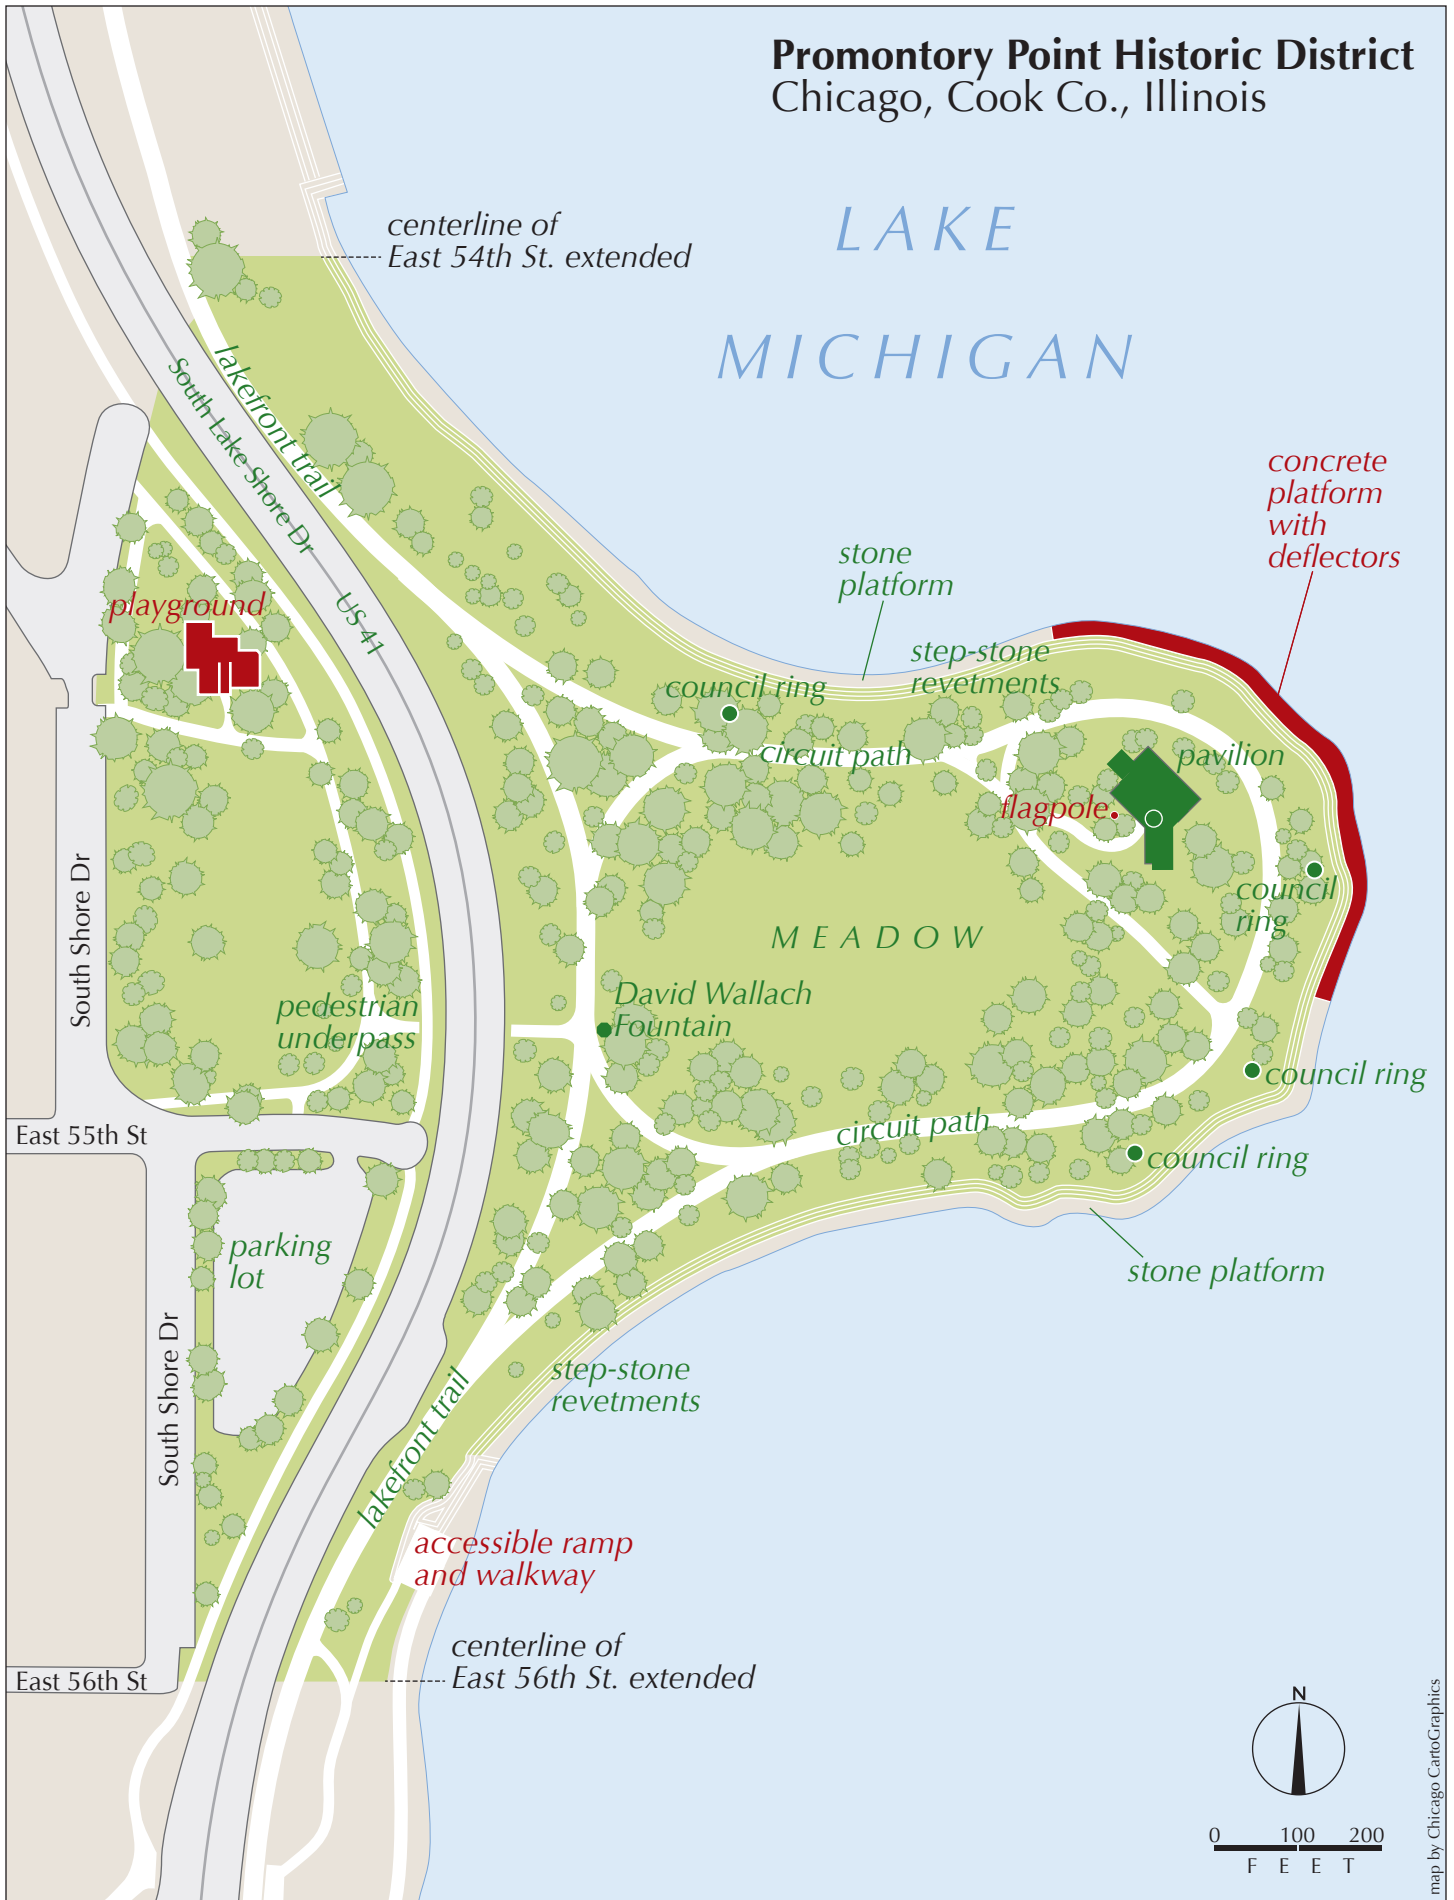 Promontory Point Historic District
Chicago, Cook Co., Illinois
LAKE
MICHIGAN
centerline of
East 54th St. extended
lakefront trail
South Lake Shore Dr
US 41
concrete
platform
with
deflectors
stone
platform
playground
step-stone
revetments
council ring
circuit path
pavilion
flagpole
council
ring
South Shore Dr
MEADOW
David Wallach
Fountain
pedestrian
underpass
council ring
East 55th St
circuit path
council ring
parking
lot
stone platform
South Shore Dr
step-stone
revetments
lakefront trail
accessible ramp
and walkway
centerline of
East 56th St. extended
East 56th St
N
0 100 200
FEET
map by Chicago CartoGraphics